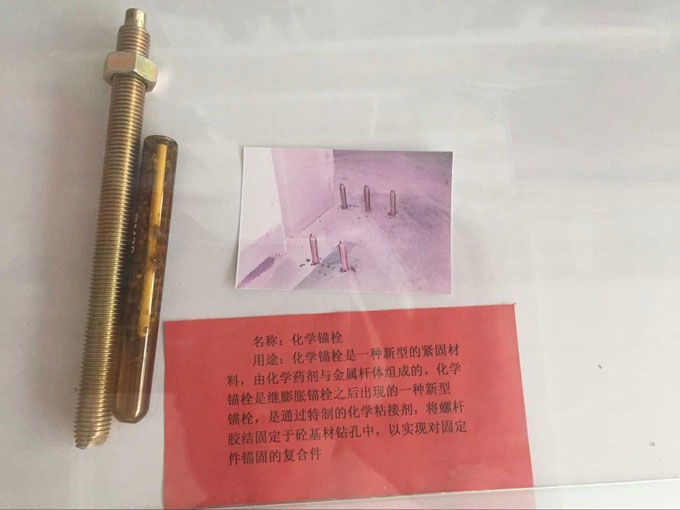 名称：化学锚栓
用途：化学锚栓是一种新型的紧固材
料，由化学药剂与金属杆体组成的。化学
锚栓是继膨胀锚栓之后出现的一种新型
锚栓，是通过特制的化学粘接剂，将螺杆
胶结固定于砼基材钻孔中，以实现对固定
件锚固的复合件